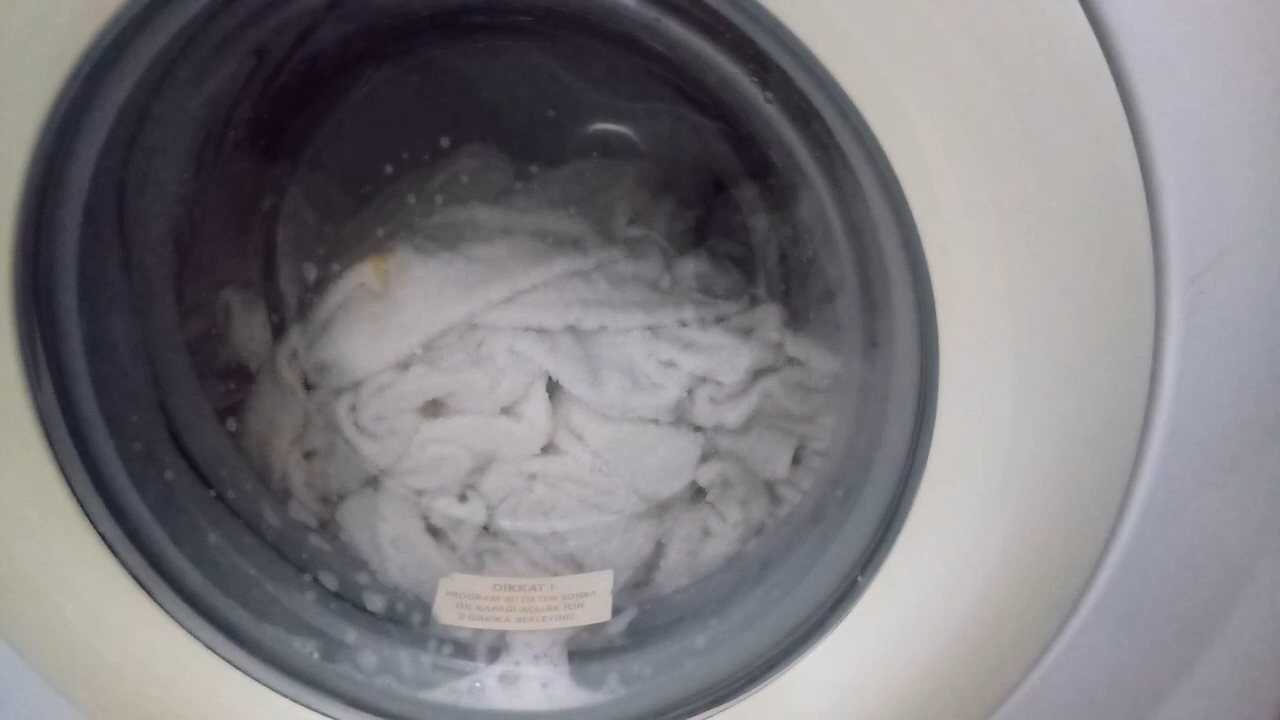 DİKKAT !
PROGRAM BİTTİKTEN SONRA
ÖN KAPAĞI AÇMAK İÇİN
2 DAKİKA BEKLEYİNİZ.